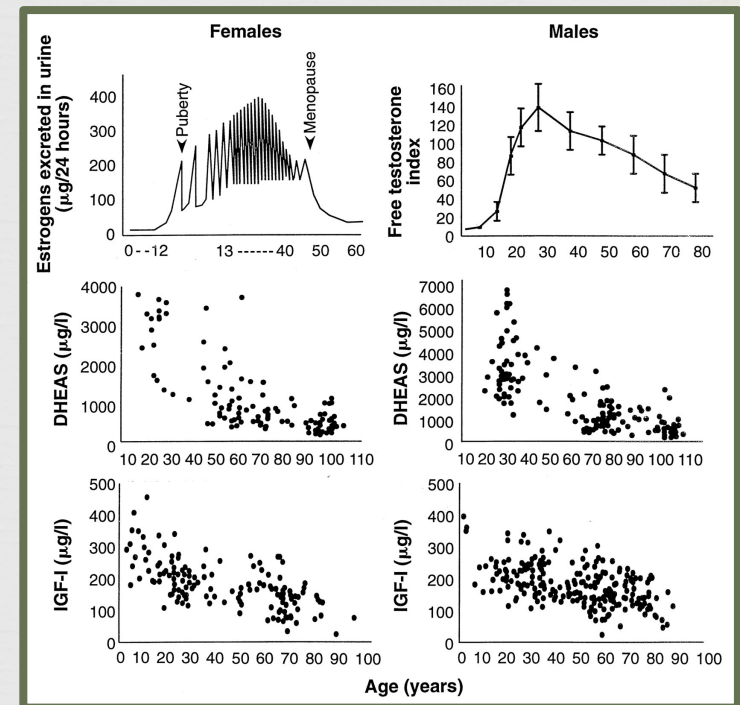 Females
Males
Estrogens excreted in urine
(µg/24 hours)
400
300
200
100
0
Puberty
Menopause
0--12 13 ------40 50 60
Free testosterone
index
160
140
120
100
80
60
40
20
0
10 20 30 40 50 60 70 80
DHEAS (µg/l)
4000
3000
2000
1000
0
10 20 30 40 50 60 70 80 90 100 110
DHEAS (µg/l)
7000
6000
5000
4000
3000
2000
1000
0
10 20 30 40 50 60 70 80 90 100 110
IGF-I (µg/l)
500
400
300
200
100
0
0 10 20 30 40 50 60 70 80 90 100
IGF-I (µg/l)
500
400
300
200
100
0
0 10 20 30 40 50 60 70 80 90 100
Age (years)